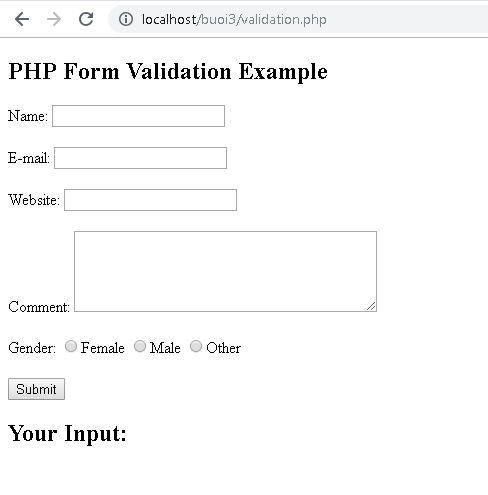 localhost/buoi3/validation.php
PHP Form Validation Example
Name:
E-mail:
Website:
Comment:
Gender: Female Male Other
Submit
Your Input: